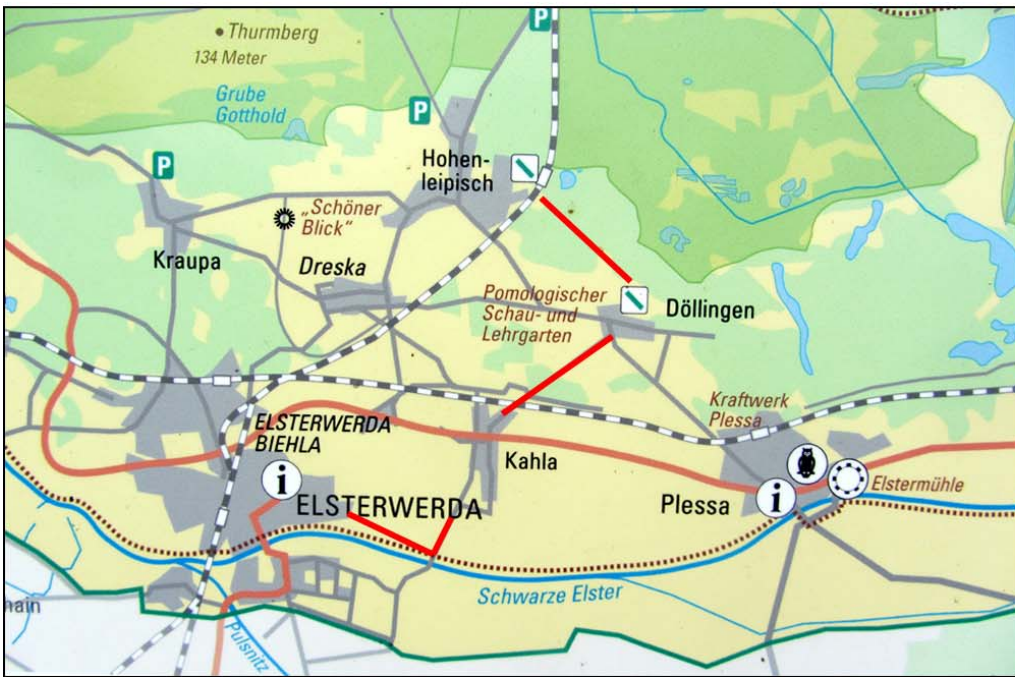 P
Thurmberg
134 Meter
Grube
Gotthold
P
P
Hohen-
leipisch
„Schöner
Blick“
Kraupa
Dreska
Pomologischer
Schau- und
Lehrgarten
Döllingen
Kraftwerk
Plessa
ELSTERWERDA
BIEHLA
Kahla
i
ELSTERWERDA
Plessa
i
Elstermühle
Schwarze Elster
hain
Pulsnitz